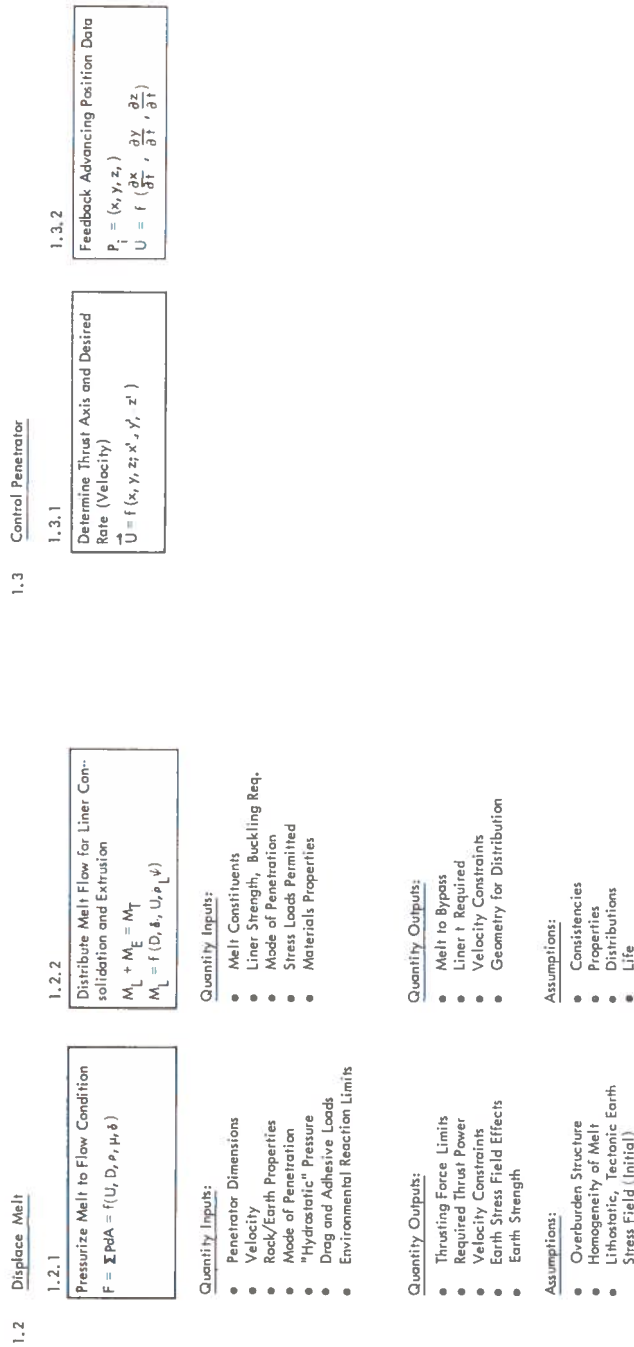 1.2 Displace Melt
1.2.1
Pressurize Melt to Flow Condition
F = Σ PdA = f(U, D, ρ, μ, δ)
Quantity Inputs:
• Penetrator Dimensions
• Velocity
• Rock/Earth Properties
• Mode of Penetration
• "Hydrostatic" Pressure
• Drag and Adhesive Loads
• Environmental Reaction Limits
Quantity Outputs:
• Thrusting Force Limits
• Required Thrust Power
• Velocity Constraints
• Earth Stress Field Effects
• Earth Strength
Assumptions:
• Overburden Structure
• Homogeneity of Melt
• Lithostatic, Tectonic Earth
Stress Field (Initial)
1.2.2
Distribute Melt Flow for Liner Con-
solidation and Extrusion
M_L + M_E = M_T
M_L = f (D, δ, U, ρ_L ψ)
Quantity Inputs:
• Melt Constituents
• Liner Strength, Buckling Req.
• Mode of Penetration
• Stress Loads Permitted
• Materials Properties
Quantity Outputs:
• Melt to Bypass
• Liner t Required
• Velocity Constraints
• Geometry for Distribution
Assumptions:
• Consistencies
• Properties
• Distributions
• Life
1.3 Control Penetrator
1.3.1
Determine Thrust Axis and Desired
Rate (Velocity)
U⃗ = f (x, y, z; x', y', z')
1.3.2
Feedback Advancing Position Data
P_i = (x, y, z,)
U = f (∂x/∂t , ∂y/∂t , ∂z/∂t)